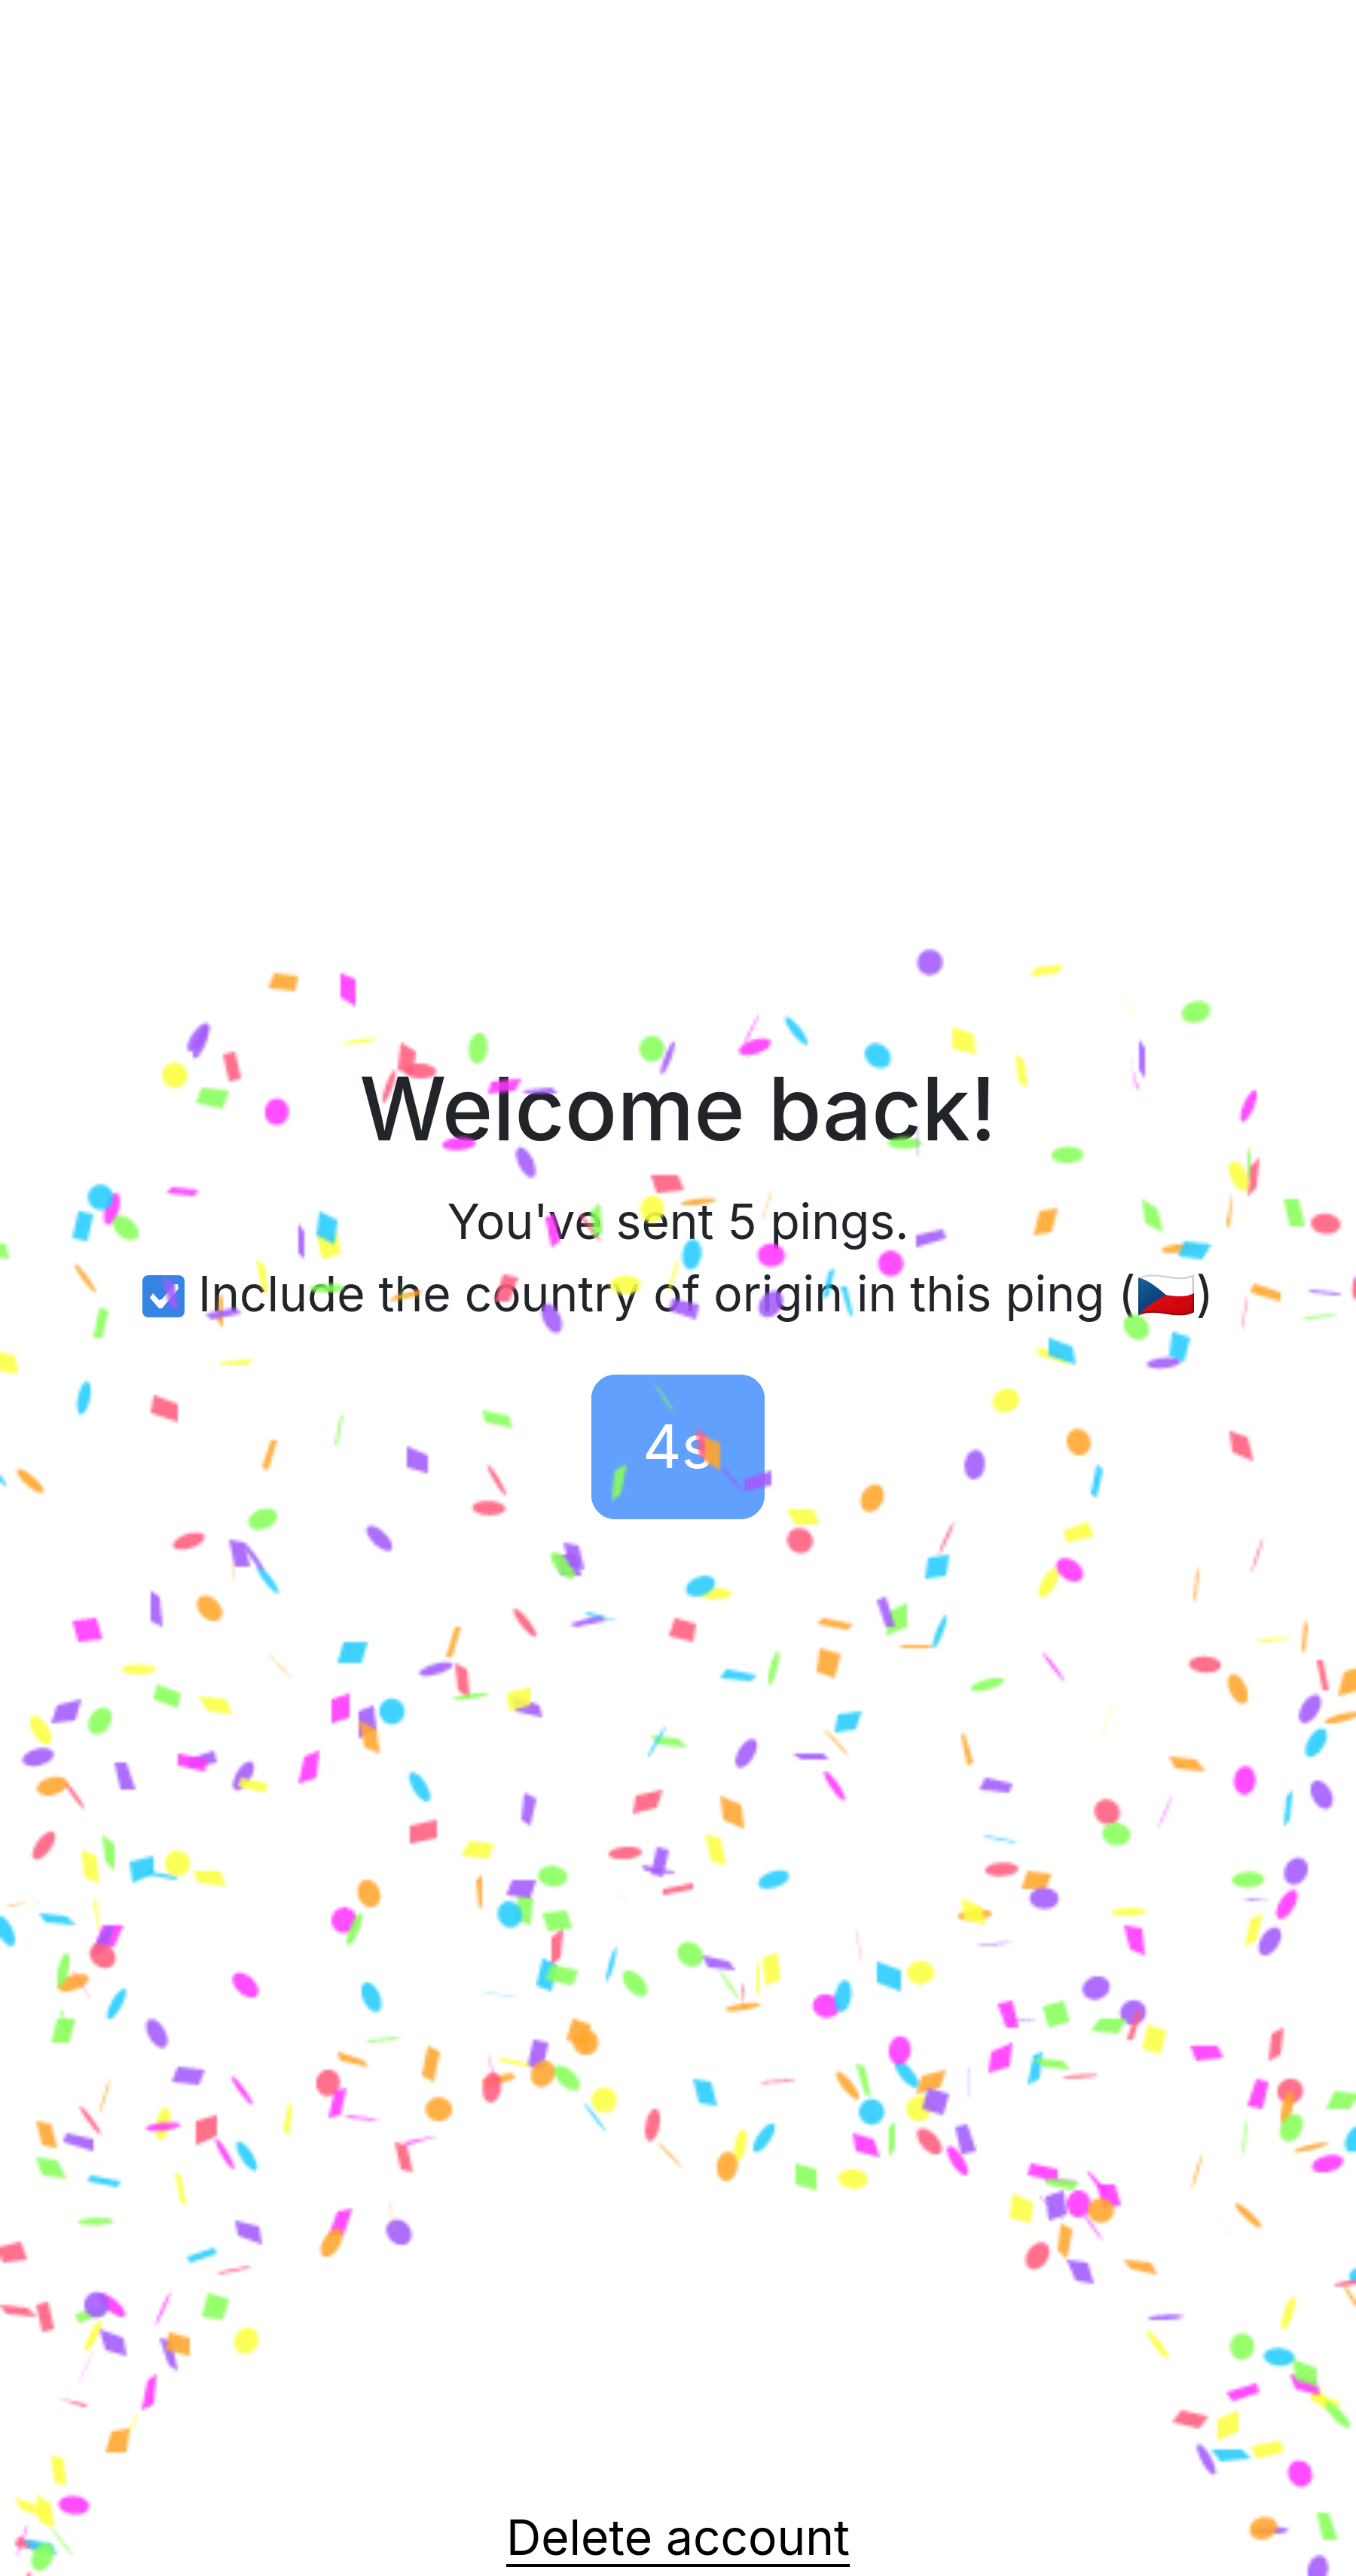 Welcome back!
You've sent 5 pings.
Include the country of origin in this ping (🇨🇿)
4s
Delete account